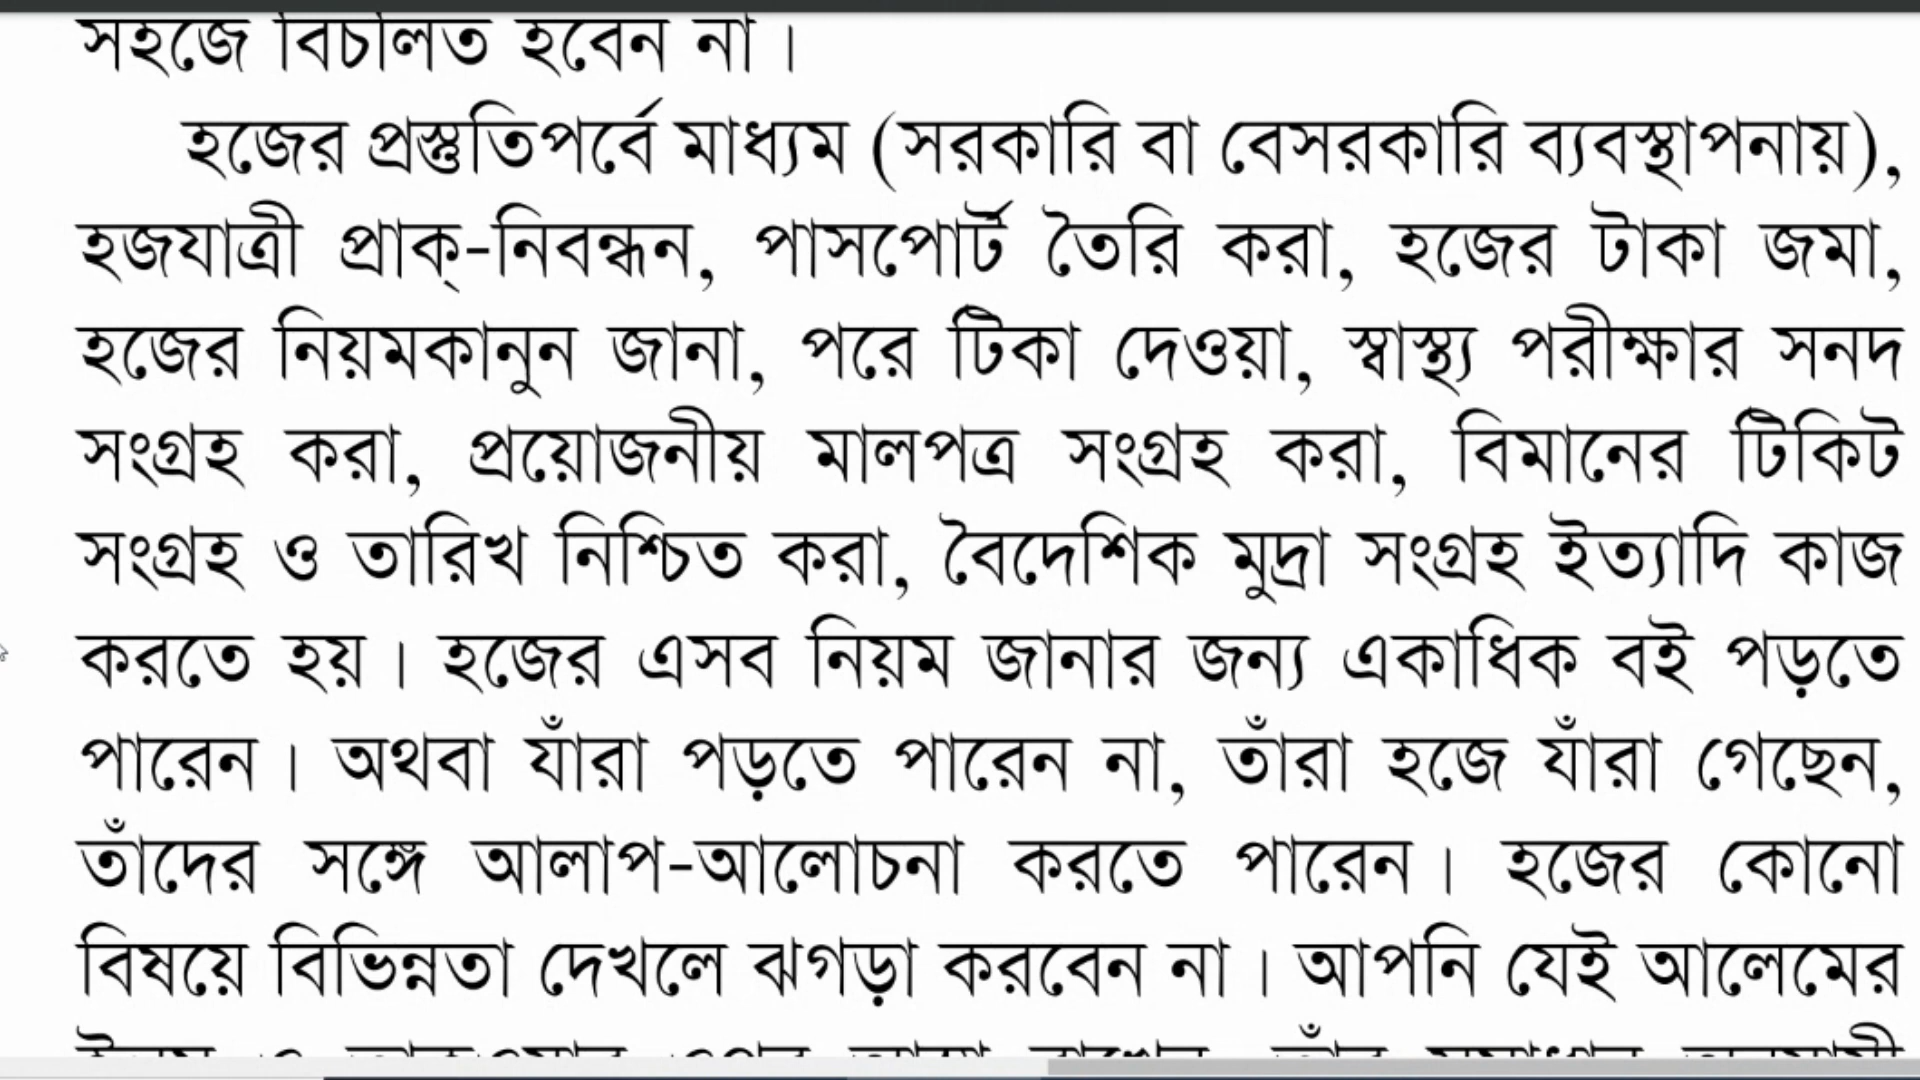 সহজে বিচলিত হবেন না।
হজের প্রস্তুতিপর্বে মাধ্যম (সরকারি বা বেসরকারি ব্যবস্থাপনায়),
হজযাত্রী প্রাক্-নিবন্ধন, পাসপোর্ট তৈরি করা, হজের টাকা জমা,
হজের নিয়মকানুন জানা, পরে টিকা দেওয়া, স্বাস্থ্য পরীক্ষার সনদ
সংগ্রহ করা, প্রয়োজনীয় মালপত্র সংগ্রহ করা, বিমানের টিকিট
সংগ্রহ ও তারিখ নিশ্চিত করা, বৈদেশিক মুদ্রা সংগ্রহ ইত্যাদি কাজ
করতে হয়। হজের এসব নিয়ম জানার জন্য একাধিক বই পড়তে
পারেন। অথবা যাঁরা পড়তে পারেন না, তাঁরা হজে যাঁরা গেছেন,
তাঁদের সঙ্গে আলাপ-আলোচনা করতে পারেন। হজের কোনো
বিষয়ে বিভিন্নতা দেখলে ঝগড়া করবেন না। আপনি যেই আলেমের